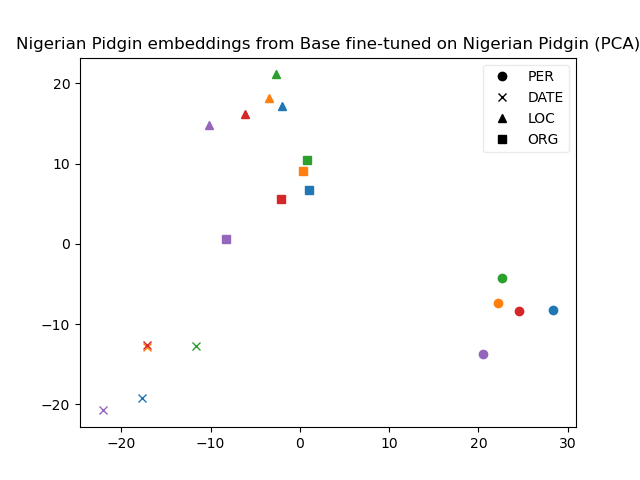 Nigerian Pidgin embeddings from Base fine-tuned on Nigerian Pidgin (PCA)
PER
DATE
LOC
ORG
20
10
0
−10
−20
−20
−10
0
10
20
30